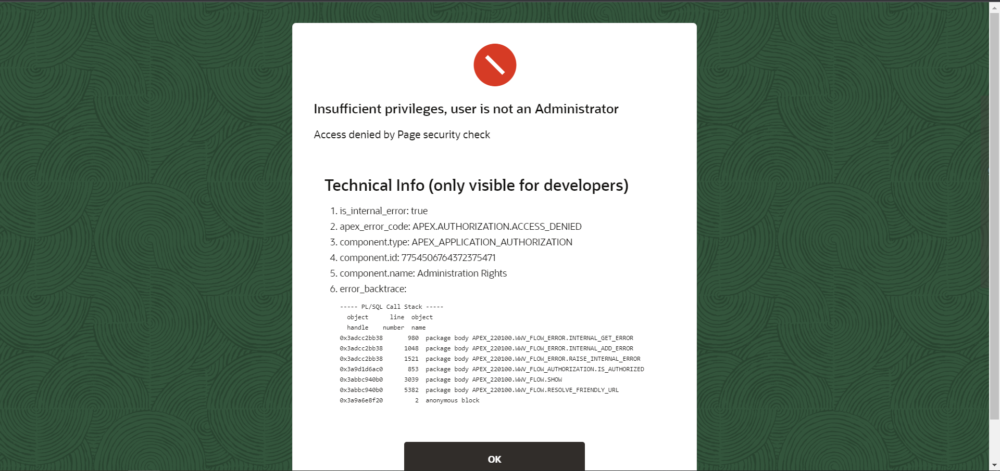 Insufficient privileges, user is not an Administrator
Access denied by Page security check
Technical Info (only visible for developers)
1. is_internal_error: true
2. apex_error_code: APEX.AUTHORIZATION.ACCESS_DENIED
3. component.type: APEX_APPLICATION_AUTHORIZATION
4. component.id: 7754506764372375471
5. component.name: Administration Rights
6. error_backtrace:
----- PL/SQL Call Stack -----
object line object
handle number name
0x3adcc2bb38 980 package body APEX_220100.WWV_FLOW_ERROR.INTERNAL_GET_ERROR
0x3adcc2bb38 1048 package body APEX_220100.WWV_FLOW_ERROR.INTERNAL_ADD_ERROR
0x3adcc2bb38 1521 package body APEX_220100.WWV_FLOW_ERROR.RAISE_INTERNAL_ERROR
0x3a9d1d6ac0 853 package body APEX_220100.WWV_FLOW_AUTHORIZATION.IS_AUTHORIZED
0x3abbc940b0 3039 package body APEX_220100.WWV_FLOW.SHOW
0x3abbc940b0 5382 package body APEX_220100.WWV_FLOW.RESOLVE_FRIENDLY_URL
0x3a9a6e8f20 2 anonymous block
OK